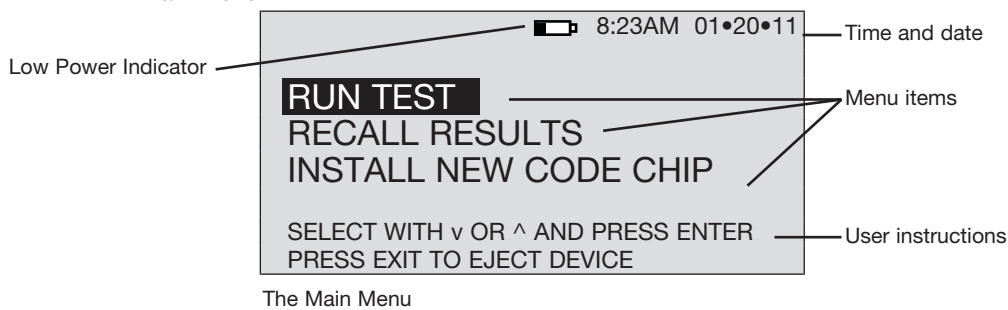 8:23AM 01•20•11
Time and date
Low Power Indicator
RUN TEST
Menu items
RECALL RESULTS
INSTALL NEW CODE CHIP
SELECT WITH v OR ^ AND PRESS ENTER
User instructions
PRESS EXIT TO EJECT DEVICE
The Main Menu